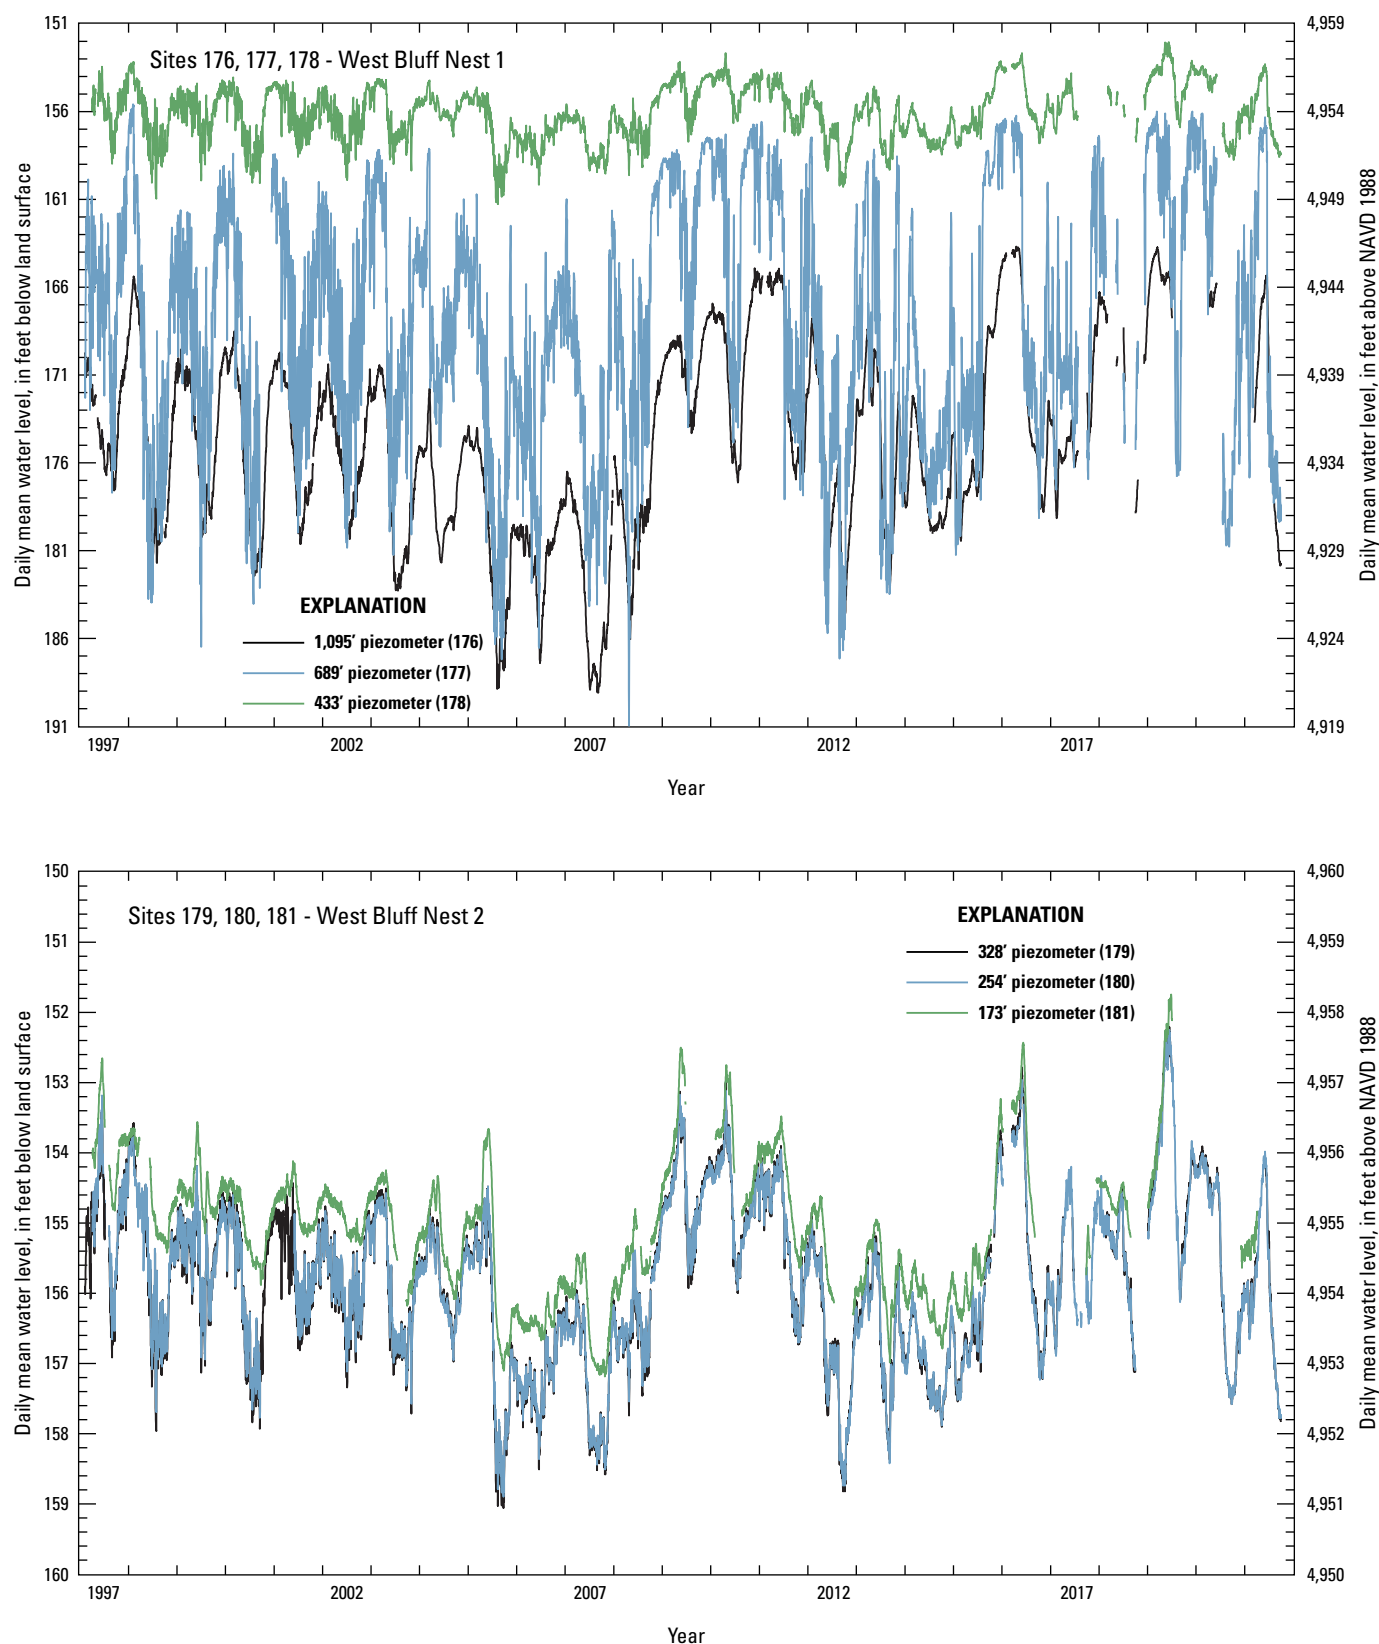 Sites 176, 177, 178 - West Bluff Nest 1
Daily mean water level, in feet below land surface
151
156
161
166
171
176
181
186
191
4,959
4,954
4,949
4,944
4,939
4,934
4,929
4,924
4,919
Daily mean water level, in feet above NAVD 1988
EXPLANATION
1,095′ piezometer (176)
689′ piezometer (177)
433′ piezometer (178)
1997 2002 2007 2012 2017
Year
Sites 179, 180, 181 - West Bluff Nest 2
Daily mean water level, in feet below land surface
150
151
152
153
154
155
156
157
158
159
160
4,960
4,959
4,958
4,957
4,956
4,955
4,954
4,953
4,952
4,951
4,950
Daily mean water level, in feet above NAVD 1988
EXPLANATION
328′ piezometer (179)
254′ piezometer (180)
173′ piezometer (181)
1997 2002 2007 2012 2017
Year